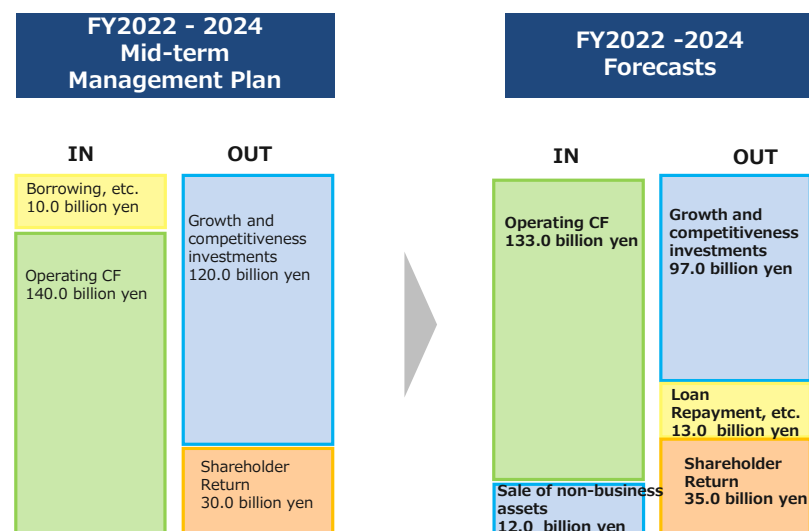 FY2022 - 2024
Mid-term
Management Plan
IN
OUT
Borrowing, etc.
10.0 billion yen
Operating CF
140.0 billion yen
Growth and
competitiveness
investments
120.0 billion yen
Shareholder
Return
30.0 billion yen
FY2022 -2024
Forecasts
IN
OUT
Operating CF
133.0 billion yen
Sale of non-business
assets
12.0 billion yen
Growth and
competitiveness
investments
97.0 billion yen
Loan
Repayment, etc.
13.0 billion yen
Shareholder
Return
35.0 billion yen